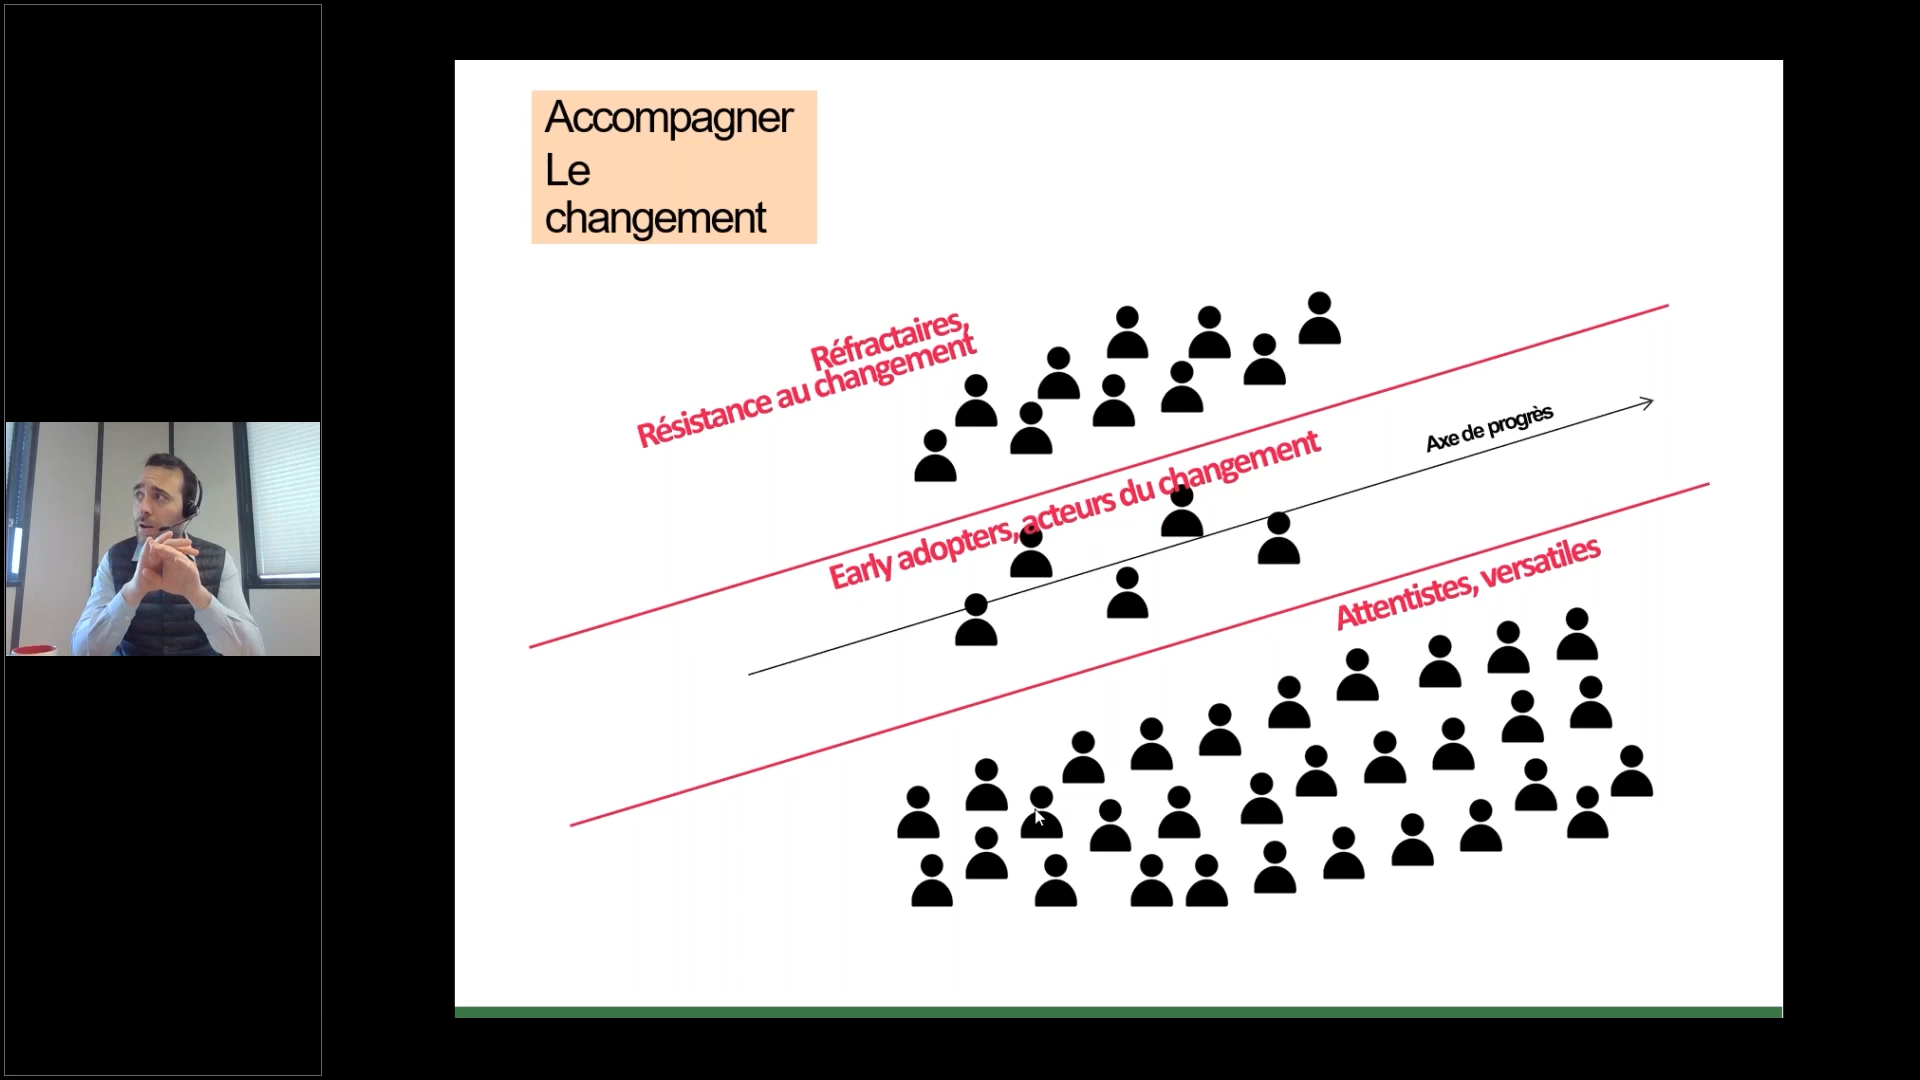 Accompagner
Le
changement
Réfractaires,
Résistance au changement
Early adopters, acteurs du changement
Axe de progrès
Attentistes, versatiles